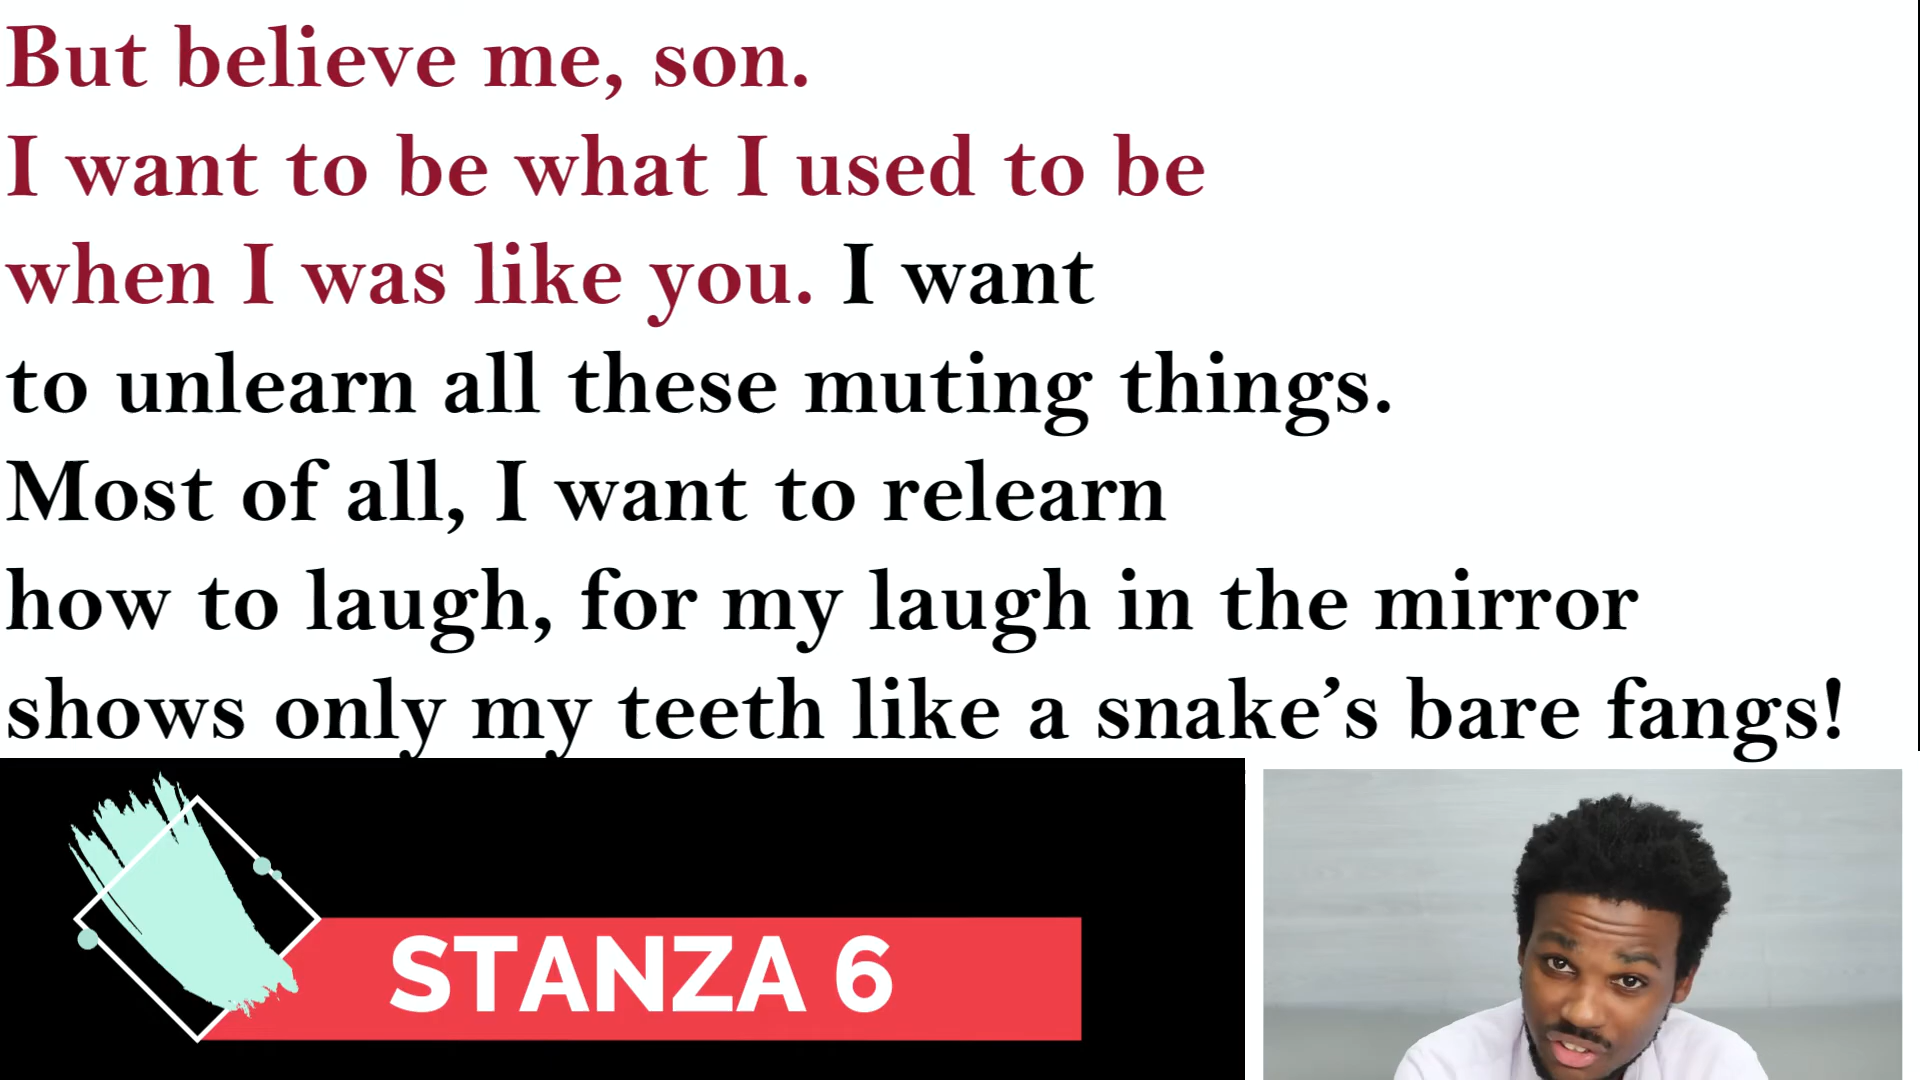 But believe me, son.
I want to be what I used to be
when I was like you. I want
to unlearn all these muting things.
Most of all, I want to relearn
how to laugh, for my laugh in the mirror
shows only my teeth like a snake’s bare fangs!
STANZA 6